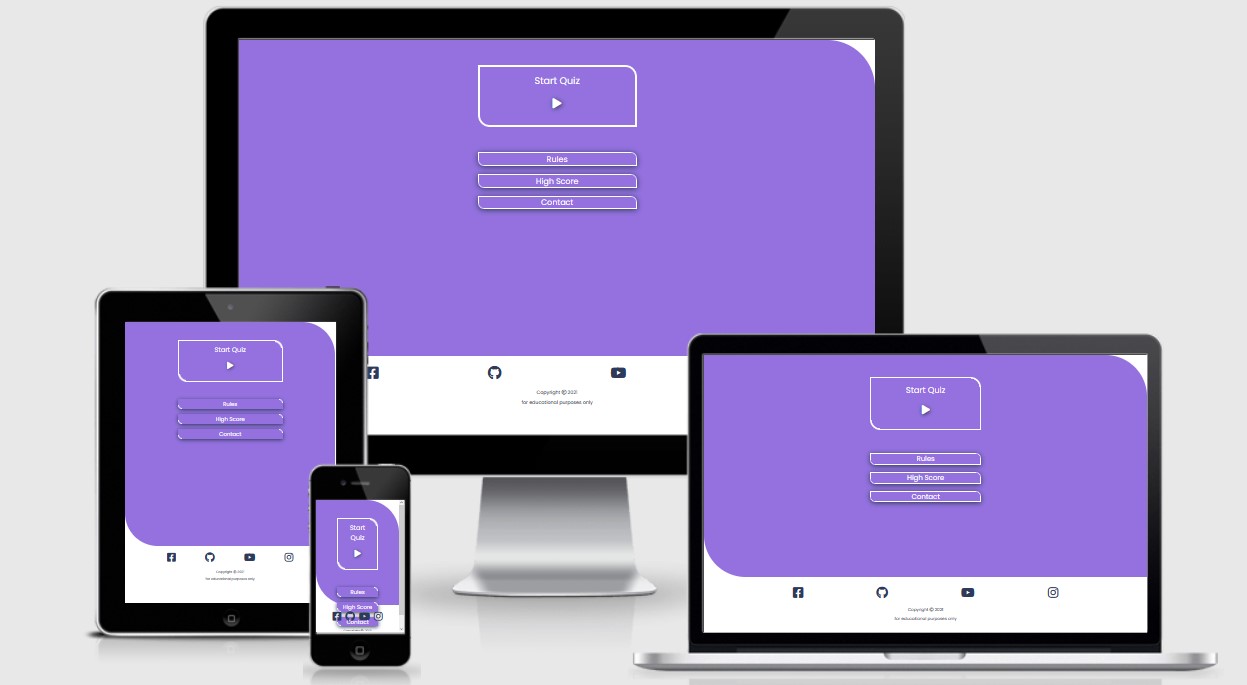 Start Quiz
Rules
High Score
Contact
Copyright © 2021
for educational purposes only
Start Quiz
Rules
High Score
Contact
Copyright © 2021
for educational purposes only
Start
Quiz
Rules
High Score
Contact
Start Quiz
Rules
High Score
Contact
Copyright © 2021
for educational purposes only